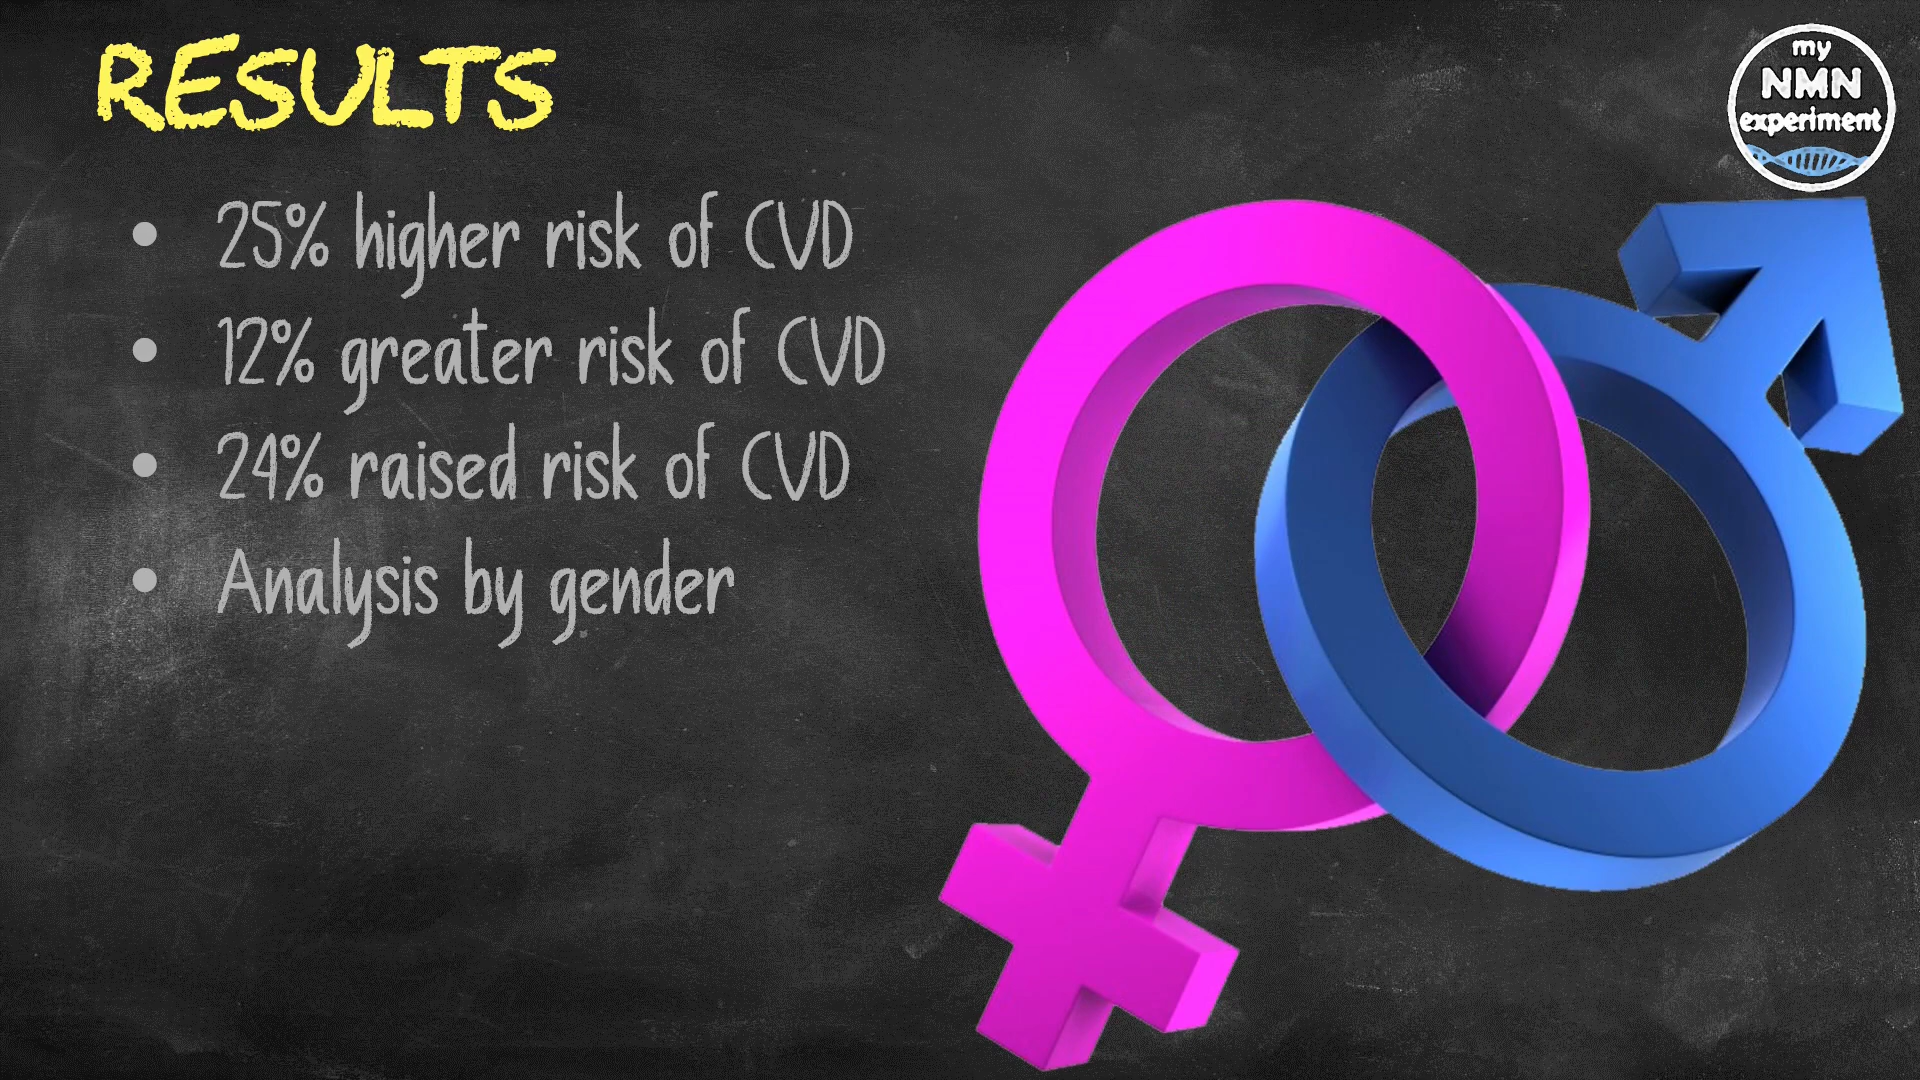 RESULTS
my
NMN
experiment
• 25% higher risk of CVD
• 12% greater risk of CVD
• 24% raised risk of CVD
• Analysis by gender